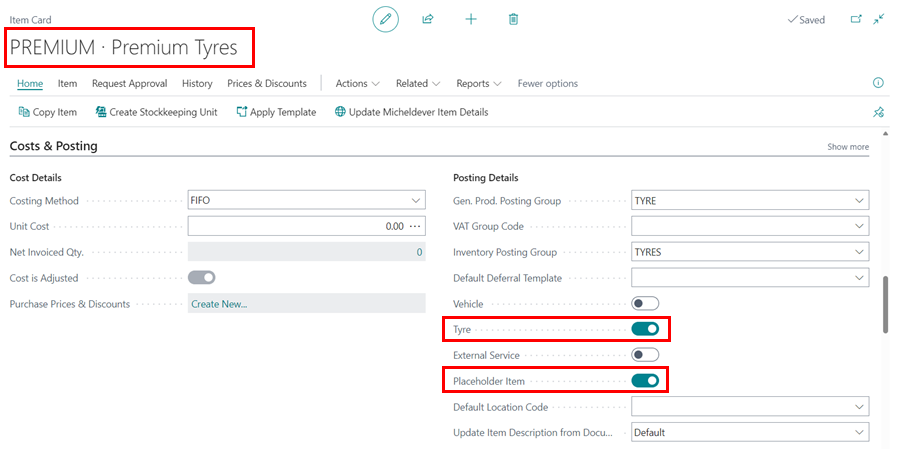 Item Card
Saved
PREMIUM · Premium Tyres
Home Item Request Approval History Prices & Discounts Actions Related Reports Fewer options
Copy Item Create Stockkeeping Unit Apply Template Update Micheldever Item Details
Costs & Posting Show more
Cost Details
Costing Method FIFO
Unit Cost 0.00 ···
Net Invoiced Qty. 0
Cost is Adjusted
Purchase Prices & Discounts Create New...
Posting Details
Gen. Prod. Posting Group TYRE
VAT Group Code
Inventory Posting Group TYRES
Default Deferral Template
Vehicle
Tyre
External Service
Placeholder Item
Default Location Code
Update Item Description from Docu... Default